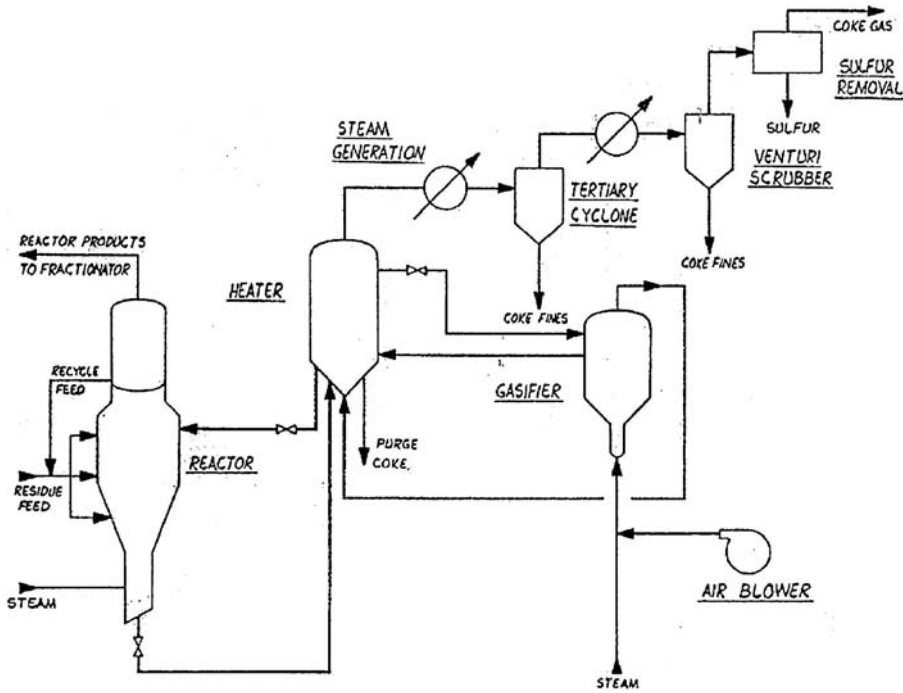 COKE GAS
SULFUR
REMOVAL
SULFUR
VENTURI
SCRUBBER
STEAM
GENERATION
TERTIARY
CYCLONE
COKE FINES
REACTOR PRODUCTS
TO FRACTIONATOR
HEATER
COKE FINES
RECYCLE
FEED
GASIFIER
PURGE
COKE.
REACTOR
RESIDUE
FEED
AIR BLOWER
STEAM
STEAM